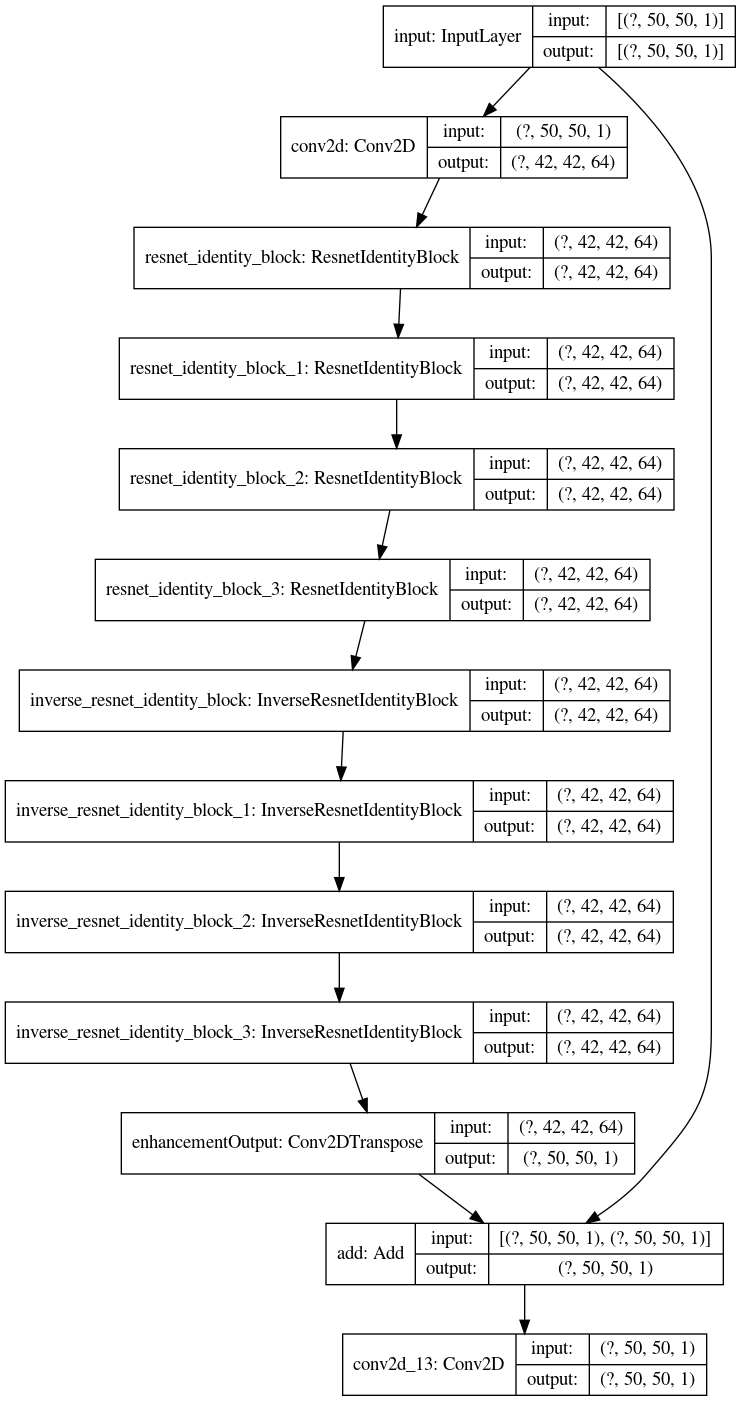 input: InputLayer
input: [(?, 50, 50, 1)]
output: [(?, 50, 50, 1)]
conv2d: Conv2D
input: (?, 50, 50, 1)
output: (?, 42, 42, 64)
resnet_identity_block: ResnetIdentityBlock
input: (?, 42, 42, 64)
output: (?, 42, 42, 64)
resnet_identity_block_1: ResnetIdentityBlock
input: (?, 42, 42, 64)
output: (?, 42, 42, 64)
resnet_identity_block_2: ResnetIdentityBlock
input: (?, 42, 42, 64)
output: (?, 42, 42, 64)
resnet_identity_block_3: ResnetIdentityBlock
input: (?, 42, 42, 64)
output: (?, 42, 42, 64)
inverse_resnet_identity_block: InverseResnetIdentityBlock
input: (?, 42, 42, 64)
output: (?, 42, 42, 64)
inverse_resnet_identity_block_1: InverseResnetIdentityBlock
input: (?, 42, 42, 64)
output: (?, 42, 42, 64)
inverse_resnet_identity_block_2: InverseResnetIdentityBlock
input: (?, 42, 42, 64)
output: (?, 42, 42, 64)
inverse_resnet_identity_block_3: InverseResnetIdentityBlock
input: (?, 42, 42, 64)
output: (?, 42, 42, 64)
enhancementOutput: Conv2DTranspose
input: (?, 42, 42, 64)
output: (?, 50, 50, 1)
add: Add
input: [(?, 50, 50, 1), (?, 50, 50, 1)]
output: (?, 50, 50, 1)
conv2d_13: Conv2D
input: (?, 50, 50, 1)
output: (?, 50, 50, 1)